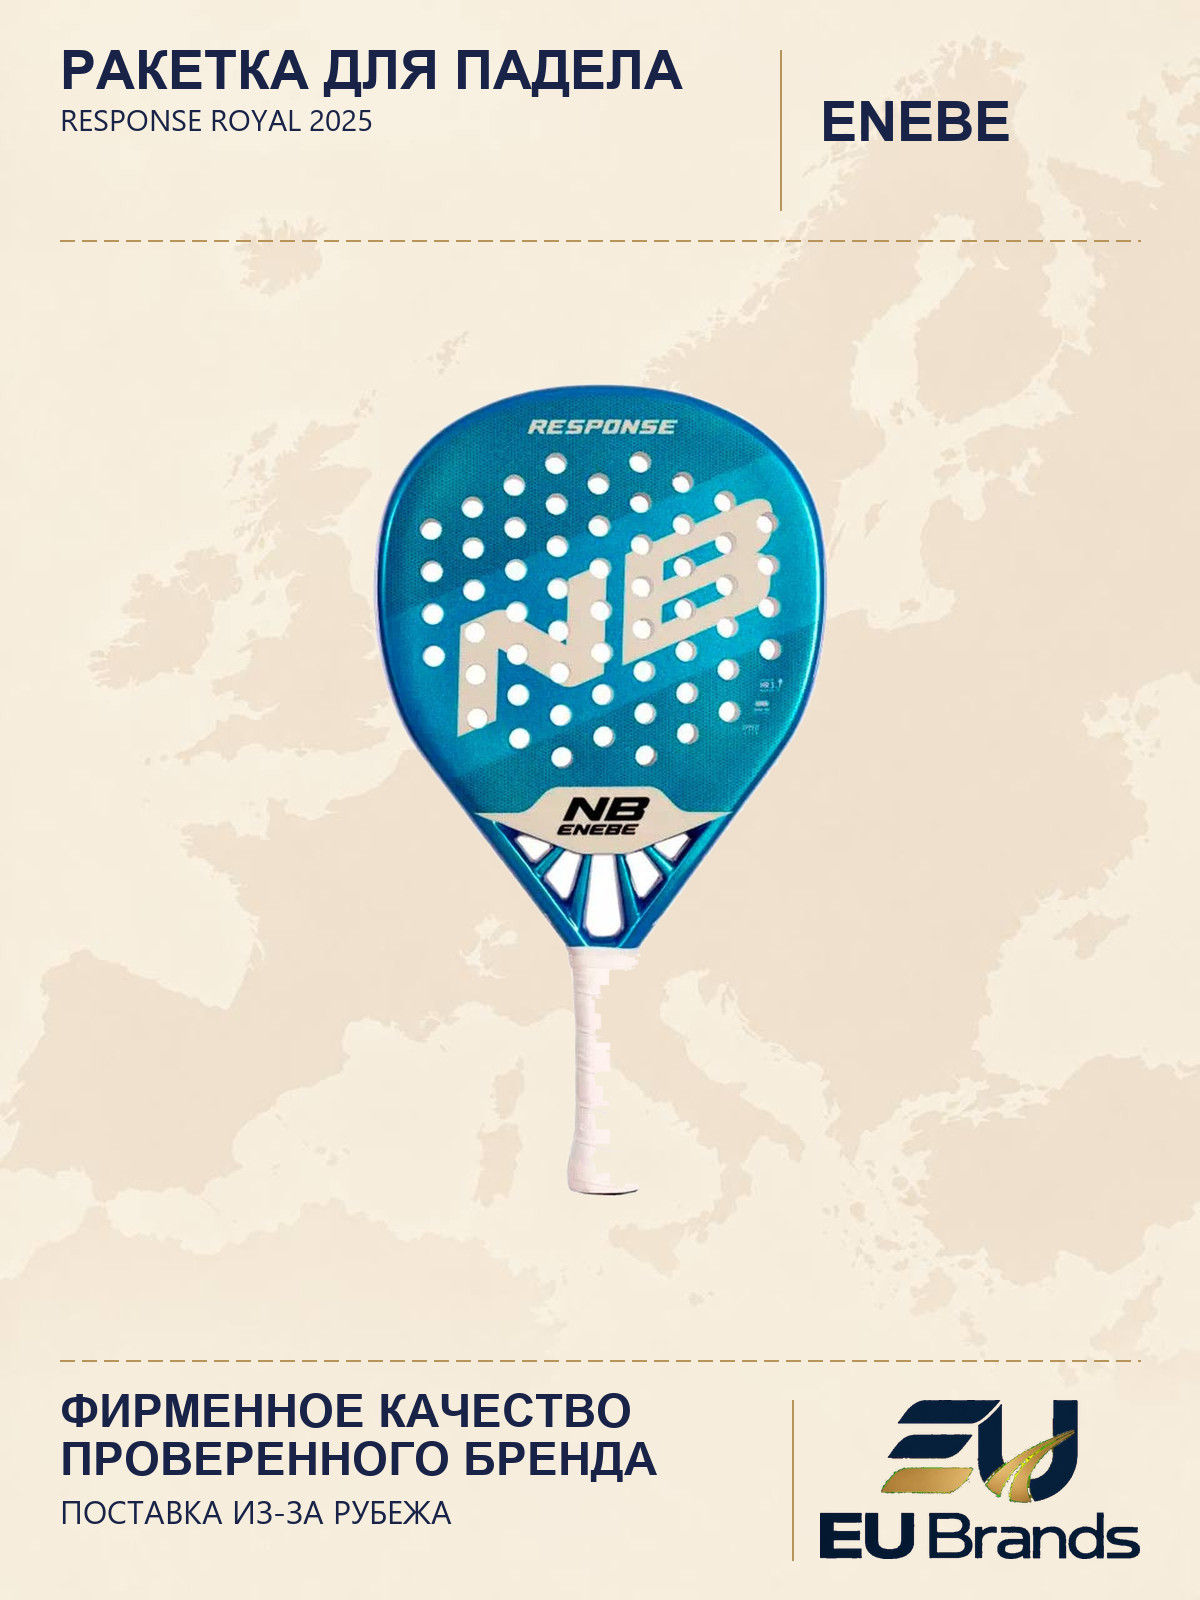 РАКЕТКА ДЛЯ ПАДЕЛА
RESPONSE ROYAL 2025
ENEBE
RESPONSE
NB
NB
ENEBE
ФИРМЕННОЕ КАЧЕСТВО
ПРОВЕРЕННОГО БРЕНДА
ПОСТАВКА ИЗ-ЗА РУБЕЖА
EU
EU Brands